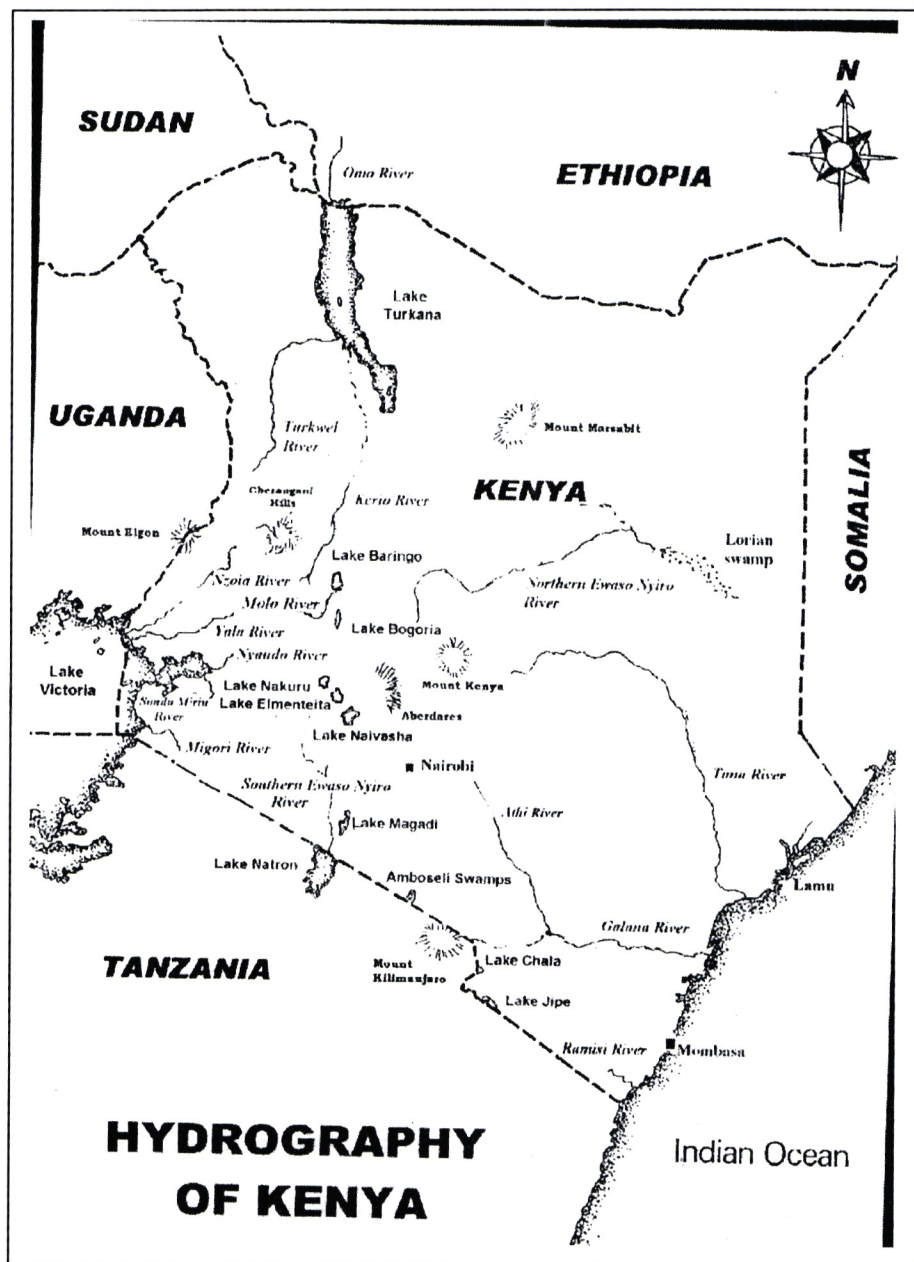 N
SUDAN
ETHIOPIA
Omo River
Lake
Turkana
UGANDA
Turkwel
River
Mount Marsabit
KENYA
SOMALIA
Cherangani
Hills
Kerio River
Mount Elgon
Lorian
swamp
Lake Baringo
Nzoia River
Northern Ewaso Nyiro
River
Molo River
Yala River
Lake Bogoria
Nyando River
Lake
Victoria
Lake Nakuru
Mount Kenya
Sondu Miriu
River
Lake Elmenteita
Aberdares
Lake Naivasha
Migori River
Nairobi
Tana River
Southern Ewaso Nyiro
River
Athi River
Lake Magadi
Lake Natron
Amboseli Swamps
Lamu
Galana River
TANZANIA
Mount
Kilimanjaro
Lake Chala
Lake Jipe
Ramisi River
Mombasa
HYDROGRAPHY
OF KENYA
Indian Ocean